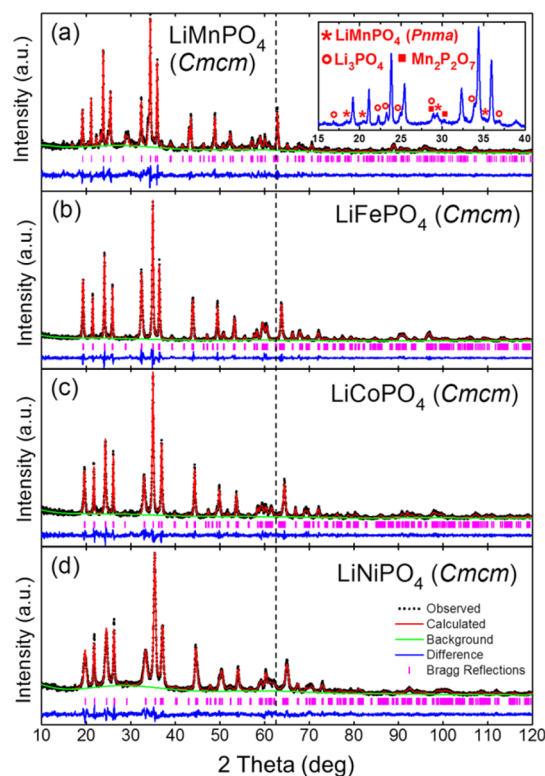 (a)
LiMnPO₄
(Cmcm)
* LiMnPO₄ (Pnma)
Li₃PO₄ ■ Mn₂P₂O₇
15 20 25 30 35 40
Intensity (a.u.)
(b)
LiFePO₄ (Cmcm)
Intensity (a.u.)
(c)
LiCoPO₄ (Cmcm)
Intensity (a.u.)
(d)
LiNiPO₄ (Cmcm)
Observed
Calculated
Background
Difference
Bragg Reflections
Intensity (a.u.)
10 20 30 40 50 60 70 80 90 100 110 120
2 Theta (deg)